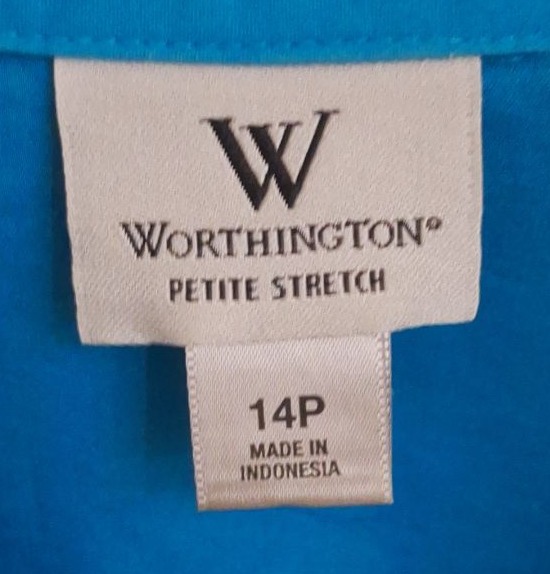 W
WORTHINGTON®
PETITE STRETCH
14P
MADE IN
INDONESIA